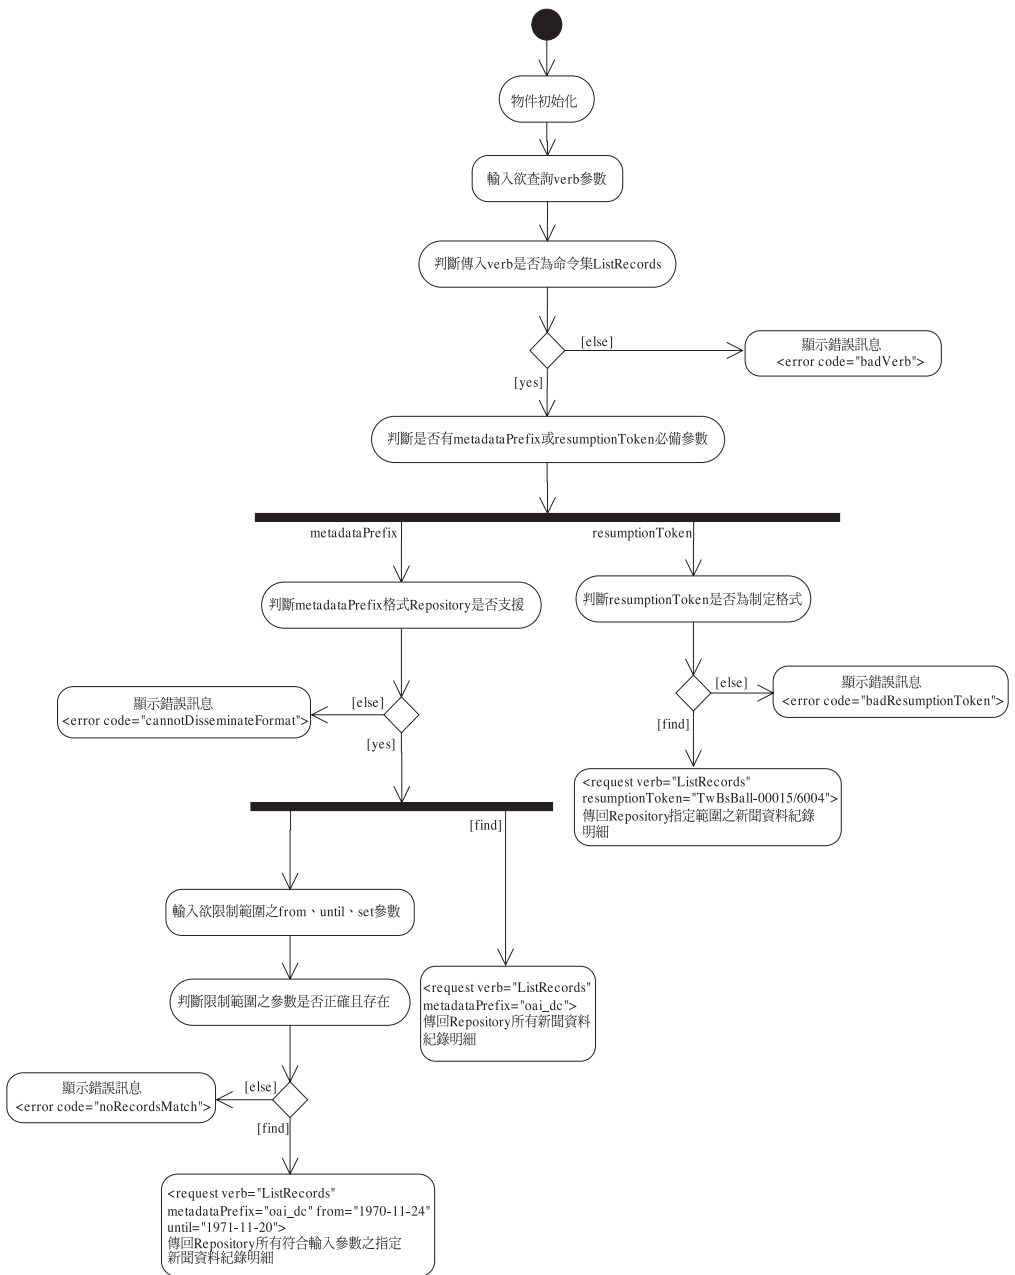 物件初始化
輸入欲查詢verb參數
判斷傳入verb是否為命令集ListRecords
[else]
顯示錯誤訊息
<error code="badVerb">
[yes]
判斷是否有metadataPrefix或resumptionToken必備參數
metadataPrefix
resumptionToken
判斷metadataPrefix格式Repository是否支援
判斷resumptionToken是否為制定格式
[else]
顯示錯誤訊息
<error code="badResumptionToken">
[find]
顯示錯誤訊息
<error code="cannotDisseminateFormat">
[else]
[yes]
<request verb="ListRecords"
resumptionToken="TwBsBall-00015/6004">
傳回Repository指定範圍之新聞資料紀錄
明細
[find]
輸入欲限制範圍之from、until、set參數
<request verb="ListRecords"
metadataPrefix="oai_dc">
傳回Repository所有新聞資料
紀錄明細
判斷限制範圍之參數是否正確且存在
顯示錯誤訊息
<error code="noRecordsMatch">
[else]
[find]
<request verb="ListRecords"
metadataPrefix="oai_dc" from="1970-11-24"
until="1971-11-20">
傳回Repository所有符合輸入參數之指定
新聞資料紀錄明細